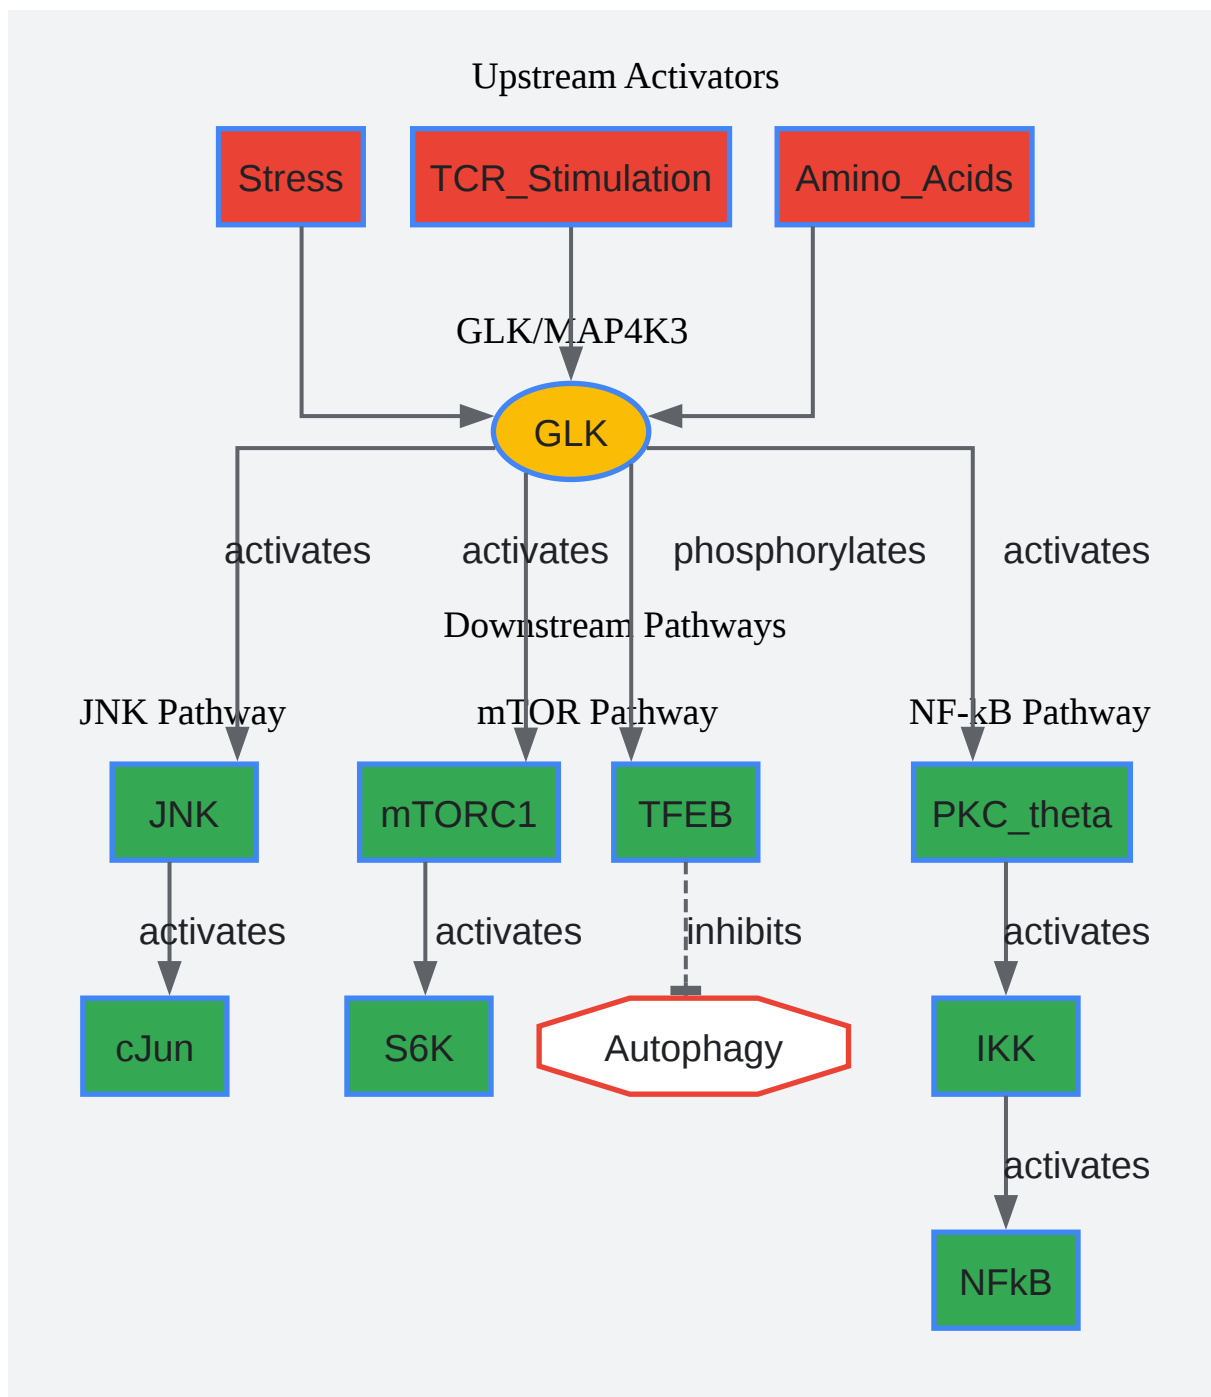 Upstream Activators
Stress
TCR_Stimulation
Amino_Acids
GLK/MAP4K3
GLK
activates
activates
phosphorylates
activates
Downstream Pathways
JNK Pathway
mTOR Pathway
NF-kB Pathway
JNK
mTORC1
TFEB
PKC_theta
activates
activates
inhibits
activates
cJun
S6K
Autophagy
IKK
activates
NFkB